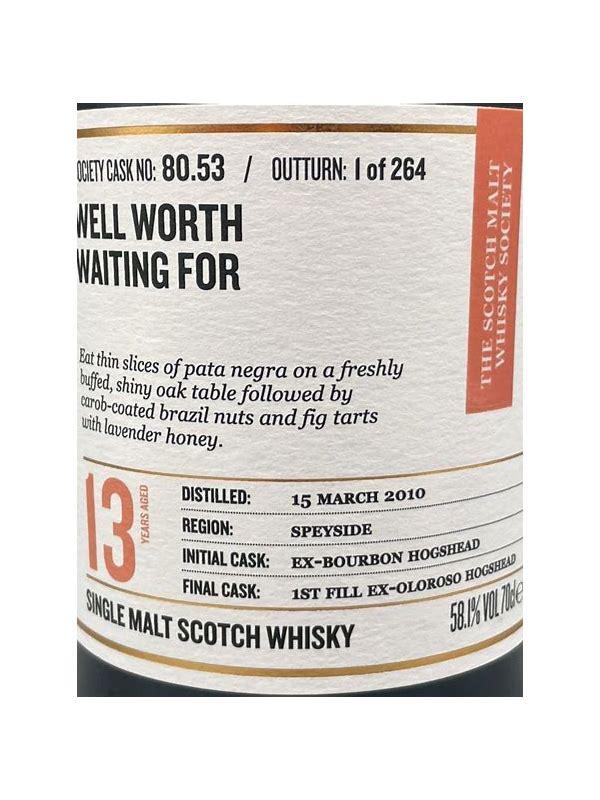 OCIETY CASK NO: 80.53 / OUTTURN: 1 of 264
WELL WORTH
WAITING FOR
THE SCOTCH MALT
WHISKY SOCIETY
Eat thin slices of pata negra on a freshly
buffed, shiny oak table followed by
carob-coated brazil nuts and fig tarts
with lavender honey.
13 YEARS AGED
DISTILLED: 15 MARCH 2010
REGION: SPEYSIDE
INITIAL CASK: EX-BOURBON HOGSHEAD
FINAL CASK: 1ST FILL EX-OLOROSO HOGSHEAD
SINGLE MALT SCOTCH WHISKY
58.1% VOL 70cl℮